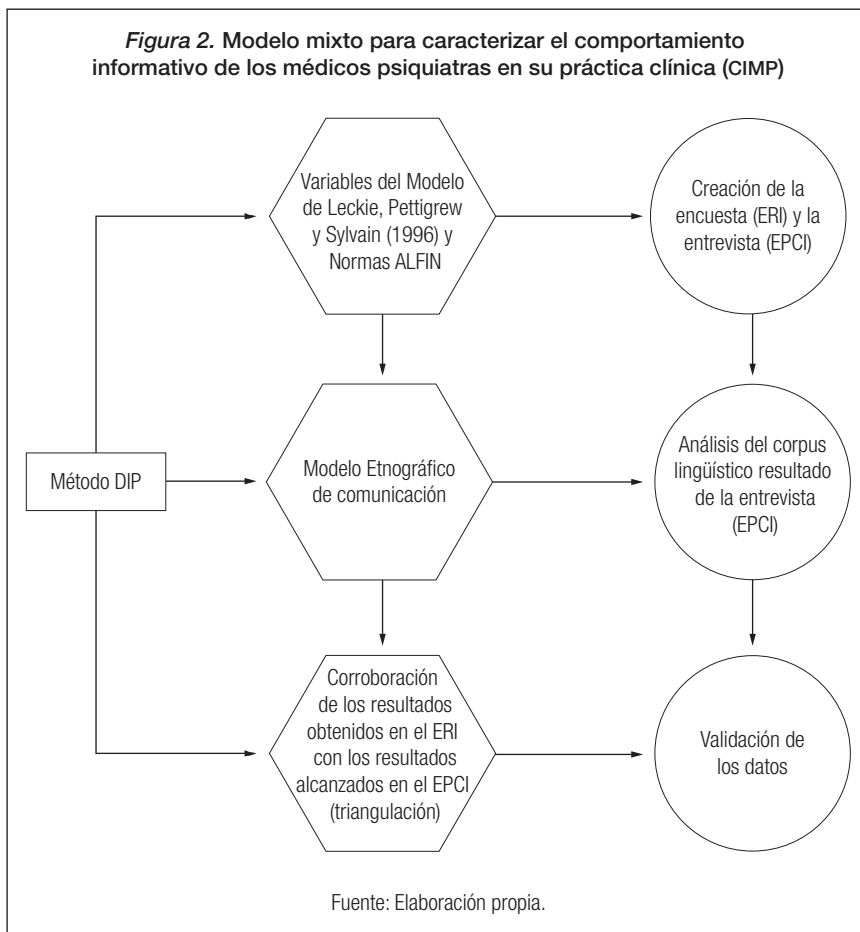 Figura 2. Modelo mixto para caracterizar el comportamiento
informativo de los médicos psiquiatras en su práctica clínica (CIMP)
Variables del Modelo
de Leckie, Pettigrew
y Sylvain (1996) y
Normas ALFIN
Creación de la
encuesta (ERI) y la
entrevista (EPCI)
Método DIP
Modelo Etnográfico
de comunicación
Análisis del corpus
lingüístico resultado
de la entrevista
(EPCI)
Corroboración
de los resultados
obtenidos en el ERI
con los resultados
alcanzados en el EPCI
(triangulación)
Validación de
los datos
Fuente: Elaboración propia.